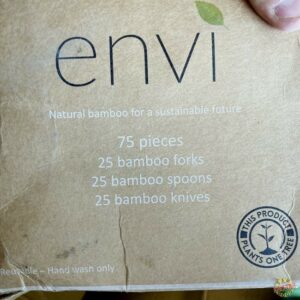 envi
Natural bamboo for a sustainable future
75 pieces
25 bamboo forks
25 bamboo spoons
25 bamboo knives
THIS PRODUCT
PLANTS ONE TREE
Reusable – Hand wash only